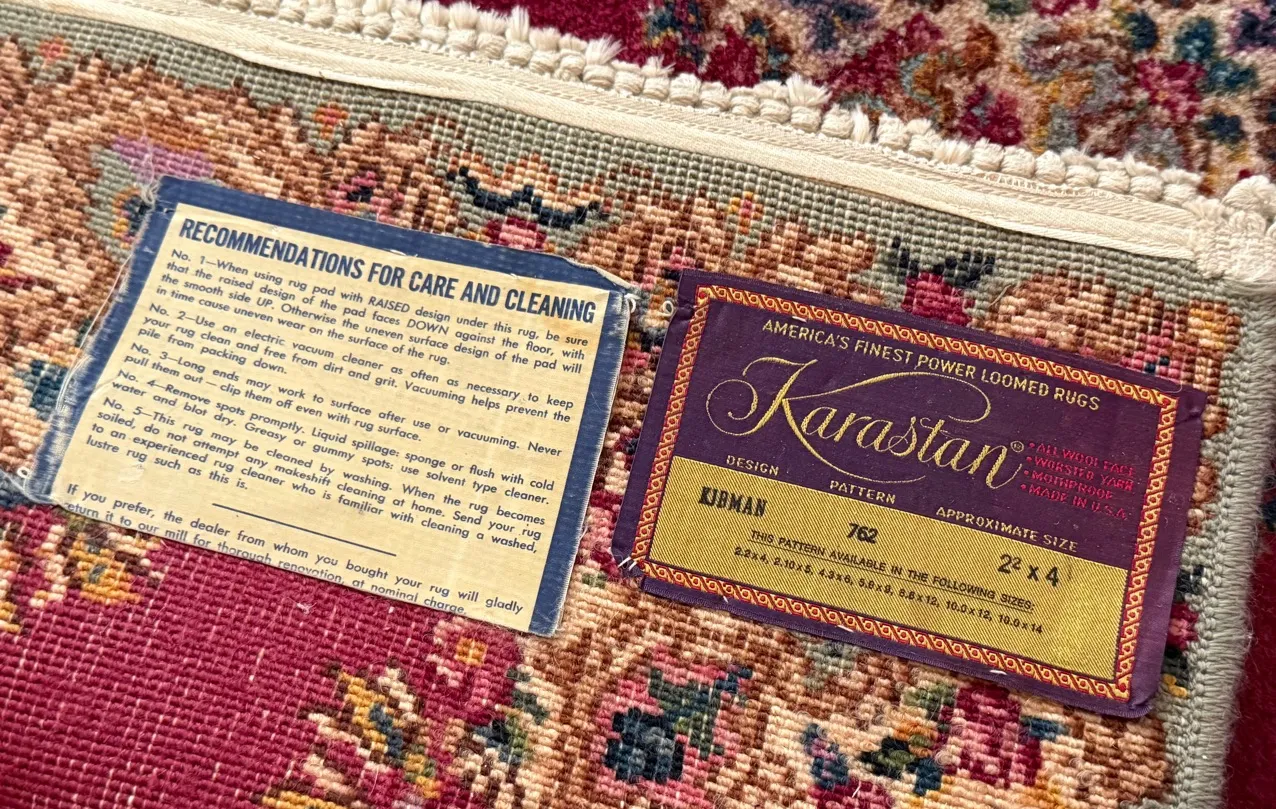 RECOMMENDATIONS FOR CARE AND CLEANING
No. 1—When using rug pad with RAISED design under this rug, be sure
that the raised design of the pad faces DOWN against the floor, with
the smooth side UP. Otherwise the uneven surface design of the pad will
in time cause uneven wear on the surface of the rug.
No. 2—Use an electric vacuum cleaner as often as necessary to keep
your rug clean and free from dirt and grit. Vacuuming helps prevent the
pile from packing down.
No. 3—Long ends may work to surface after use or vacuuming. Never
pull them out—clip them off even with rug surface.
No. 4—Remove spots promptly. Liquid spillage: sponge or flush with cold
water and blot dry. Greasy or gummy spots: use solvent type cleaner.
No. 5—This rug may be cleaned by washing. When the rug becomes
soiled, do not attempt any makeshift cleaning at home. Send your rug
to an experienced rug cleaner who is familiar with cleaning a washed,
lustre rug such as this is.
If you prefer, the dealer from whom you bought your rug will gladly
return it to our mill for thorough renovation, at nominal charge.
AMERICA'S FINEST POWER LOOMED RUGS
Karastan®
• ALL WOOL FACE
• WORSTED YARN
• MOTHPROOF
• MADE IN U.S.A.
DESIGN PATTERN APPROXIMATE SIZE
KIRMAN 762 2² x 4
THIS PATTERN AVAILABLE IN THE FOLLOWING SIZES:
2.2 x 4, 2.10 x 5, 4.3 x 6, 5.9 x 9, 8.8 x 12, 10.0 x 12, 10.0 x 14